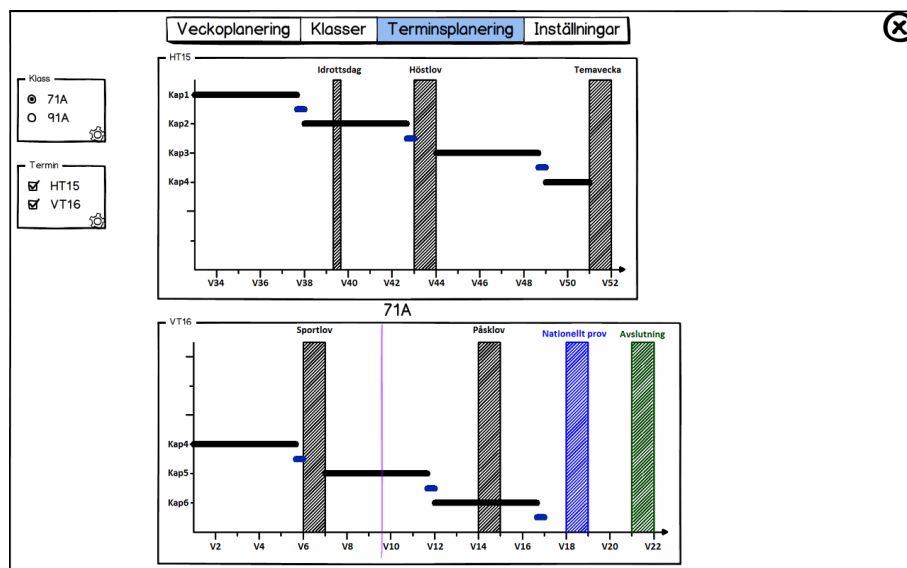 Veckoplanering Klasser Terminsplanering Inställningar
Klass
71A
91A
Termin
HT15
VT16
HT15
Idrottsdag Höstlov Temavecka
Kap1
Kap2
Kap3
Kap4
V34 V36 V38 V40 V42 V44 V46 V48 V50 V52
71A
VT16
Sportlov Påsklov Nationellt prov Avslutning
Kap4
Kap5
Kap6
V2 V4 V6 V8 V10 V12 V14 V16 V18 V20 V22